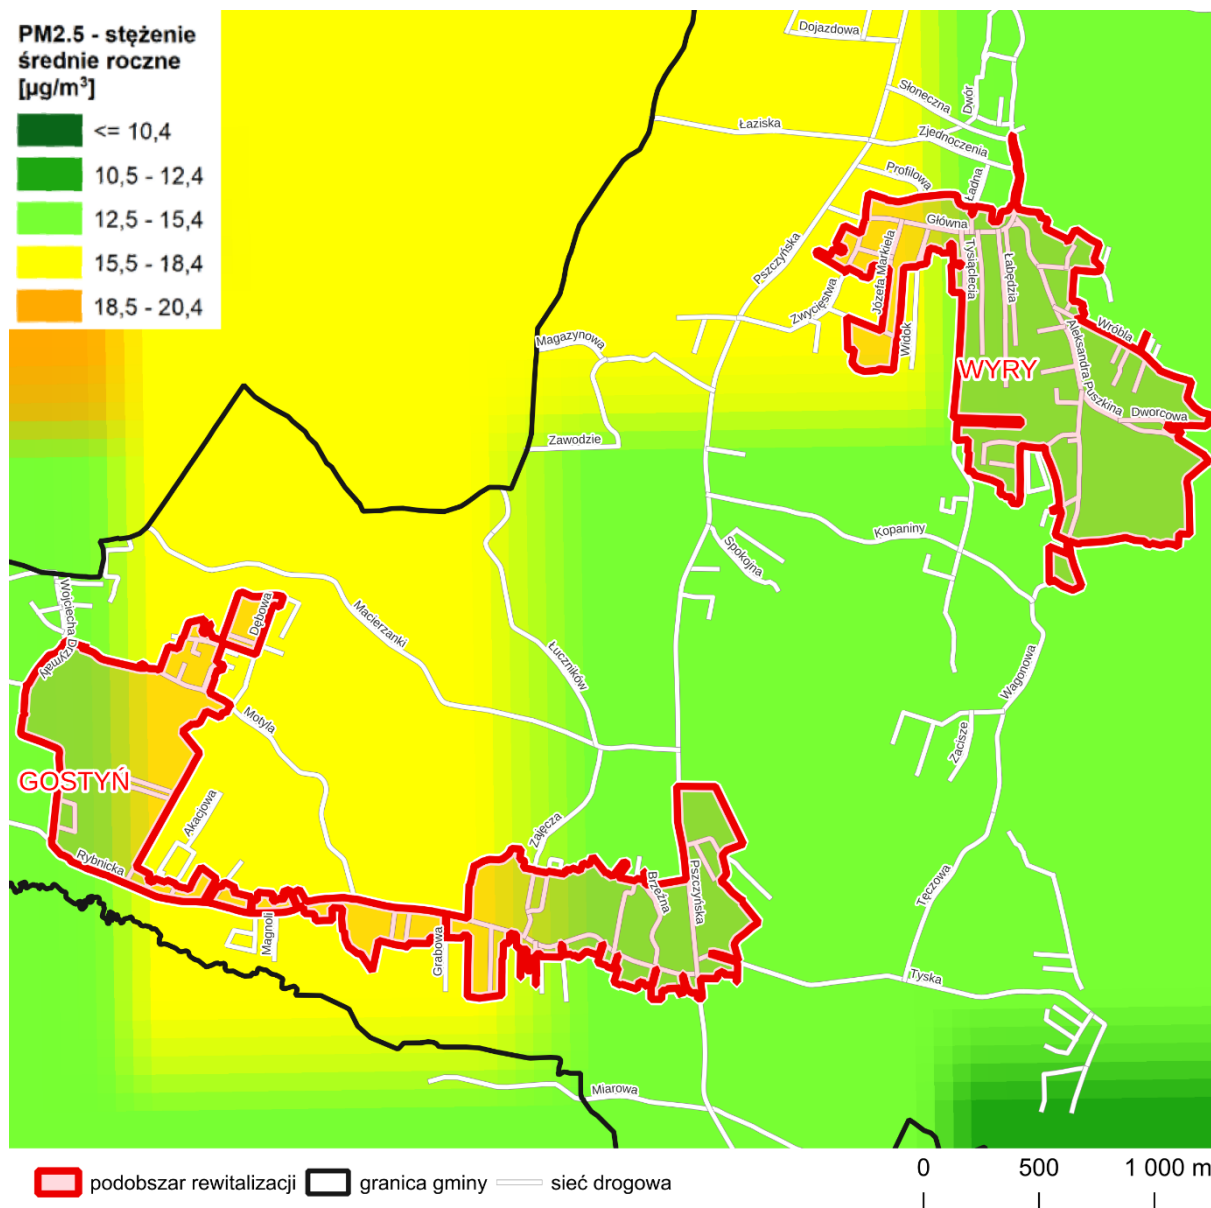 PM2.5 - stężenie
średnie roczne
[µg/m³]
<= 10,4
10,5 - 12,4
12,5 - 15,4
15,5 - 18,4
18,5 - 20,4
Dojazdowa
Słoneczna
Dwór
Łaziska
Zjednoczenia
Profilowa
Ładna
Główna
Pszczyńska
Józefa Markiela
Tysiąclecia
Łabędzia
Zwycięstwa
Widok
Magazynowa
Wróbla
WYRY
Aleksandra Puszkina
Dworcowa
Zawodzie
Kopaniny
Spokojna
Wojciecha Drzymały
Dębowa
Macierzanki
Łuczników
Wagonowa
Motyla
Zacisze
GOSTYŃ
Akacjowa
Zajęcza
Rybnicka
Brzeźna
Pszczyńska
Tęczowa
Magnolii
Grabowa
Tyska
Miarowa
podobszar rewitalizacji
granica gminy
sieć drogowa
0 500 1 000 m